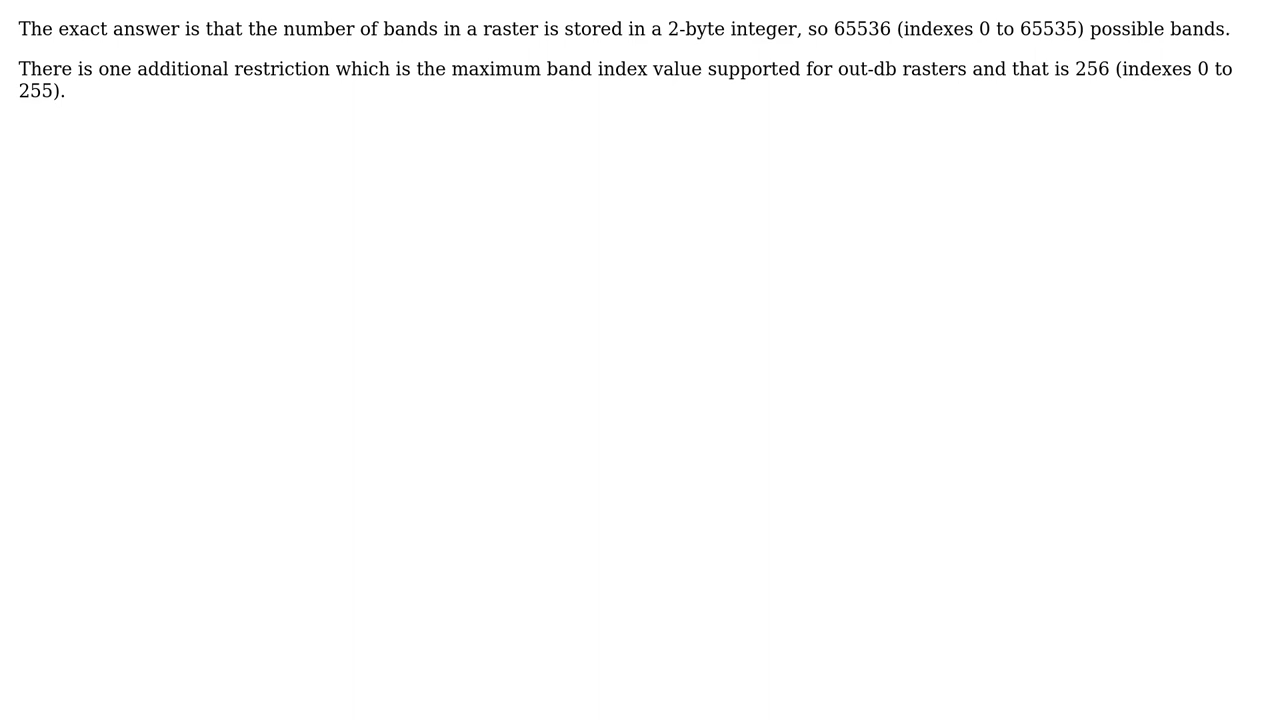 The exact answer is that the number of bands in a raster is stored in a 2-byte integer, so 65536 (indexes 0 to 65535) possible bands.
There is one additional restriction which is the maximum band index value supported for out-db rasters and that is 256 (indexes 0 to
255).